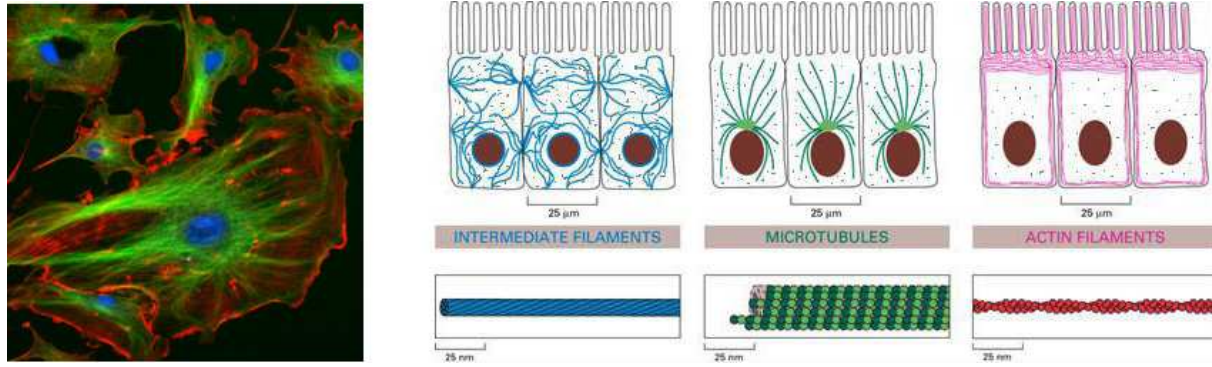 25 µm
25 µm
25 µm
INTERMEDIATE FILAMENTS
MICROTUBULES
ACTIN FILAMENTS
25 nm
25 nm
25 nm